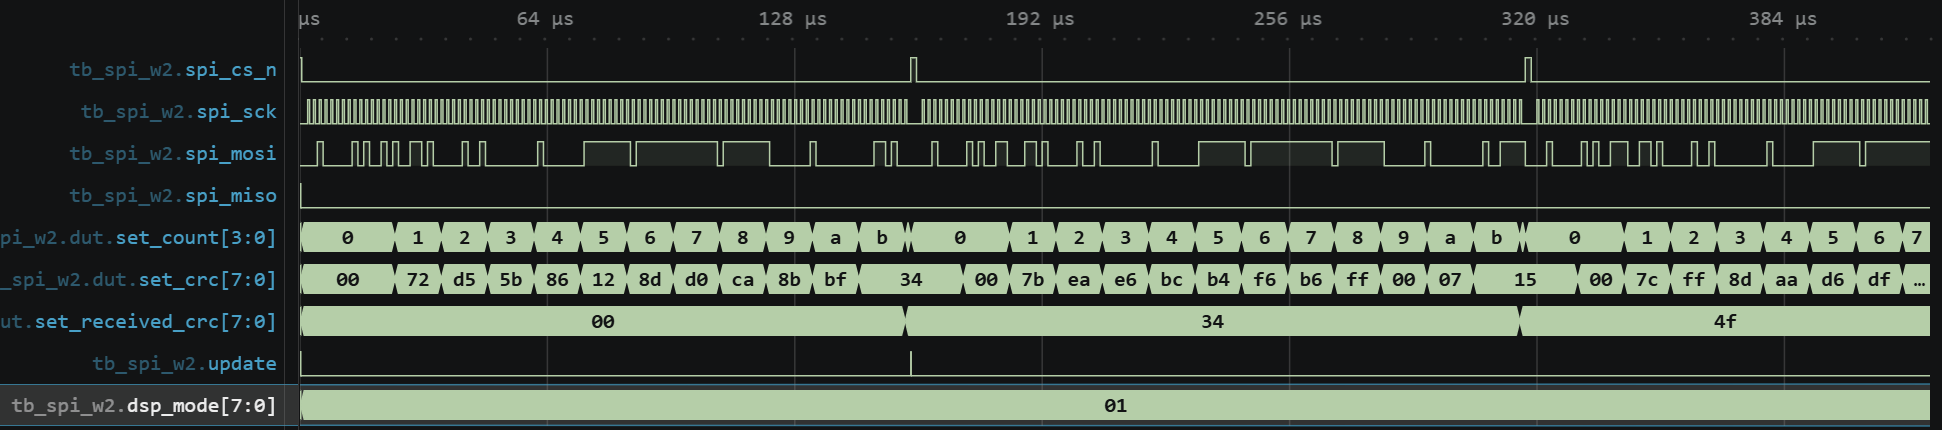 µs 64 µs 128 µs 192 µs 256 µs 320 µs 384 µs
tb_spi_w2.spi_cs_n
tb_spi_w2.spi_sck
tb_spi_w2.spi_mosi
tb_spi_w2.spi_miso
pi_w2.dut.set_count[3:0] 0 1 2 3 4 5 6 7 8 9 a b 0 1 2 3 4 5 6 7 8 9 a b 0 1 2 3 4 5 6 7
_spi_w2.dut.set_crc[7:0] 00 72 d5 5b 86 12 8d d0 ca 8b bf 34 00 7b ea e6 bc b4 f6 b6 ff 00 07 15 00 7c ff 8d aa d6 df …
ut.set_received_crc[7:0] 00 34 4f
tb_spi_w2.update
tb_spi_w2.dsp_mode[7:0] 01